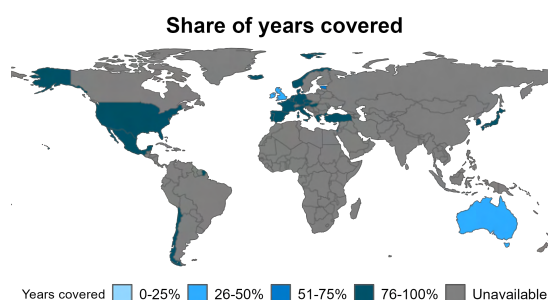 Share of years covered
Years covered 0-25% 26-50% 51-75% 76-100% Unavailable